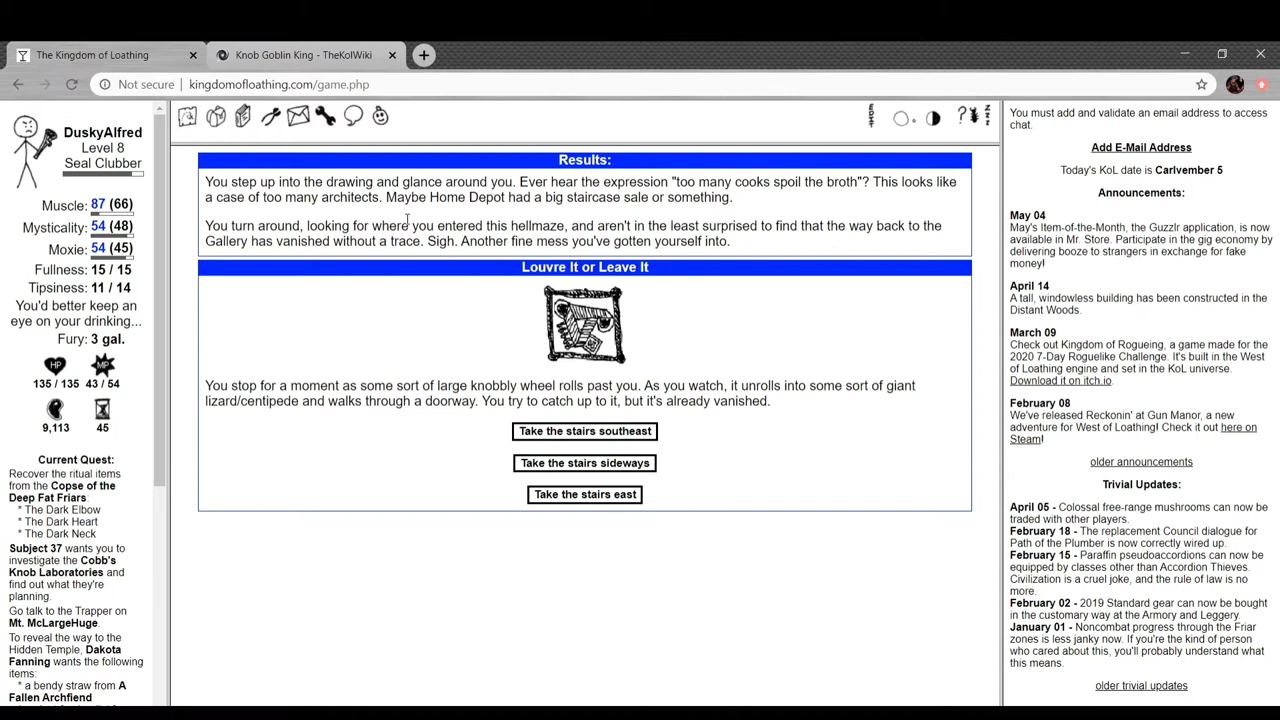 The Kingdom of Loathing
Knob Goblin King - TheKolWiki
Not secure
kingdomofloathing.com/game.php
DuskyAlfred
Level 8
Seal Clubber
Muscle: 87 (66)
Mysticality: 54 (48)
Moxie: 54 (45)
Fullness: 15 / 15
Tipsiness: 11 / 14
You'd better keep an
eye on your drinking...
Fury: 3 gal.
HP
MP
135 / 135
43 / 54
9,113
45
Current Quest:
Recover the ritual items
from the Copse of the
Deep Fat Friars:
* The Dark Elbow
* The Dark Heart
* The Dark Neck
Subject 37 wants you to
investigate the Cobb's
Knob Laboratories and
find out what they're
planning.
Go talk to the Trapper on
Mt. McLargeHuge.
To reveal the way to the
Hidden Temple, Dakota
Fanning wants the following
items:
* a bendy straw from A
Fallen Archfiend
Results:
You step up into the drawing and glance around you. Ever hear the expression "too many cooks spoil the broth"? This looks like
a case of too many architects. Maybe Home Depot had a big staircase sale or something.
You turn around, looking for where you entered this hellmaze, and aren't in the least surprised to find that the way back to the
Gallery has vanished without a trace. Sigh. Another fine mess you've gotten yourself into.
Louvre It or Leave It
You stop for a moment as some sort of large knobbly wheel rolls past you. As you watch, it unrolls into some sort of giant
lizard/centipede and walks through a doorway. You try to catch up to it, but it's already vanished.
Take the stairs southeast
Take the stairs sideways
Take the stairs east
You must add and validate an email address to access
chat.
Add E-Mail Address
Today's KoL date is Carlvember 5
Announcements:
May 04
May's Item-of-the-Month, the Guzzlr application, is now
available in Mr. Store. Participate in the gig economy by
delivering booze to strangers in exchange for fake
money!
April 14
A tall, windowless building has been constructed in the
Distant Woods.
March 09
Check out Kingdom of Rogueing, a game made for the
2020 7-Day Roguelike Challenge. It's built in the West
of Loathing engine and set in the KoL universe.
Download it on itch.io.
February 08
We've released Reckonin' at Gun Manor, a new
adventure for West of Loathing! Check it out here on
Steam!
older announcements
Trivial Updates:
April 05 - Colossal free-range mushrooms can now be
traded with other players.
February 18 - The replacement Council dialogue for
Path of the Plumber is now correctly wired up.
February 15 - Paraffin pseudoaccordions can now be
equipped by classes other than Accordion Thieves.
Civilization is a cruel joke, and the rule of law is no
more.
February 02 - 2019 Standard gear can now be bought
in the customary way at the Armory and Leggery.
January 01 - Noncombat progress through the Friar
zones is less janky now. If you're the kind of person
who cared about this, you'll probably understand what
this means.
older trivial updates